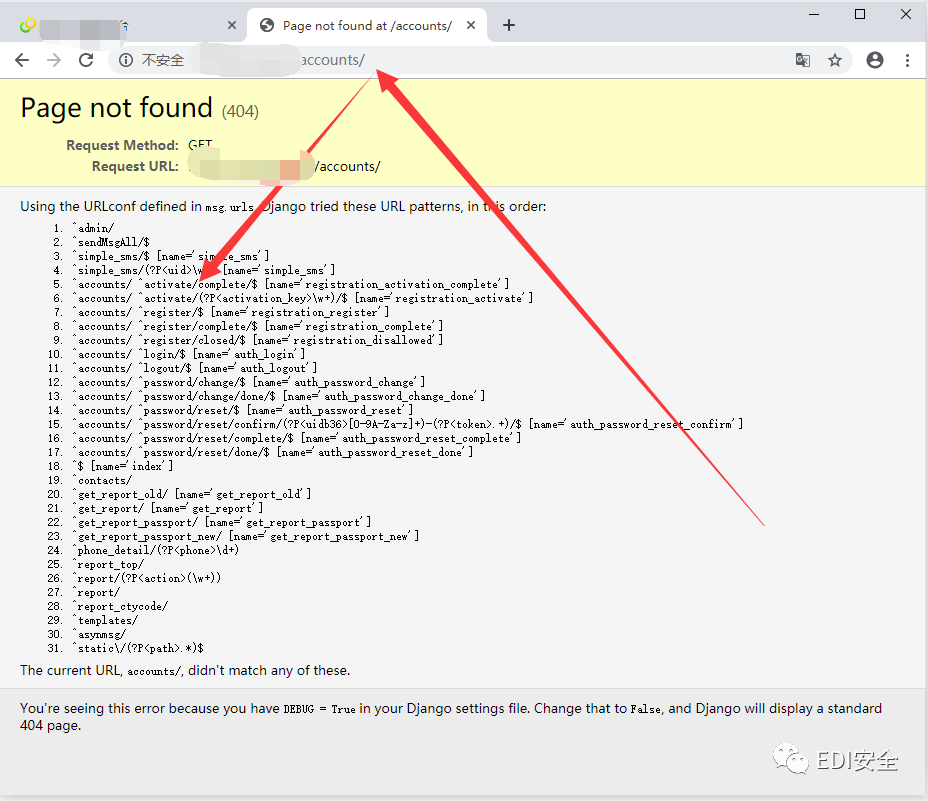 Page not found at /accounts/
不安全
accounts/
Page not found (404)
Request Method: GET
Request URL: /accounts/
Using the URLconf defined in msg.urls, Django tried these URL patterns, in this order:
1. ^admin/
2. ^sendMsgAll/$
3. ^simple_sms/$ [name='simple_sms']
4. ^simple_sms/(?P<uid>\w [name='simple_sms']
5. ^accounts/ ^activate/complete/$ [name='registration_activation_complete']
6. ^accounts/ ^activate/(?P<activation_key>\w+)/$ [name='registration_activate']
7. ^accounts/ ^register/$ [name='registration_register']
8. ^accounts/ ^register/complete/$ [name='registration_complete']
9. ^accounts/ ^register/closed/$ [name='registration_disallowed']
10. ^accounts/ ^login/$ [name='auth_login']
11. ^accounts/ ^logout/$ [name='auth_logout']
12. ^accounts/ ^password/change/$ [name='auth_password_change']
13. ^accounts/ ^password/change/done/$ [name='auth_password_change_done']
14. ^accounts/ ^password/reset/$ [name='auth_password_reset']
15. ^accounts/ ^password/reset/confirm/(?P<uidb36>[0-9A-Za-z]+)-(?P<token>.+)/$ [name='auth_password_reset_confirm']
16. ^accounts/ ^password/reset/complete/$ [name='auth_password_reset_complete']
17. ^accounts/ ^password/reset/done/$ [name='auth_password_reset_done']
18. ^$ [name='index']
19. ^contacts/
20. ^get_report_old/ [name='get_report_old']
21. ^get_report/ [name='get_report']
22. ^get_report_passport/ [name='get_report_passport']
23. ^get_report_passport_new/ [name='get_report_passport_new']
24. ^phone_detail/(?P<phone>\d+)
25. ^report_top/
26. ^report/(?P<action>(\w+))
27. ^report/
28. ^report_ctycode/
29. ^templates/
30. ^asynmsg/
31. ^static\/(?P<path>.*)$
The current URL, accounts/, didn't match any of these.
You're seeing this error because you have DEBUG = True in your Django settings file. Change that to False, and Django will display a standard
404 page.
EDI安全